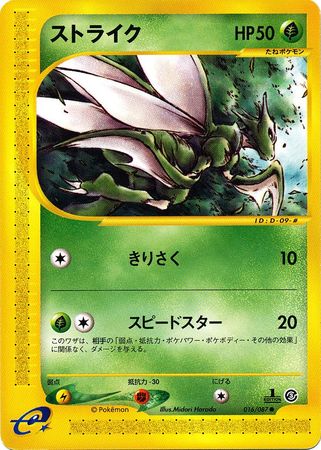 ストライク HP50
たねポケモン
ID:D-09-#
きりさく 10
スピードスター 20
このワザは、相手の「弱点・抵抗力・ポケパワー・ポケボディー・その他の効果」
に関係なく、ダメージを与える。
弱点 抵抗力 -30 にげる
©Pokémon Illus.Midori Harada 1 EDITION 016/087●
e